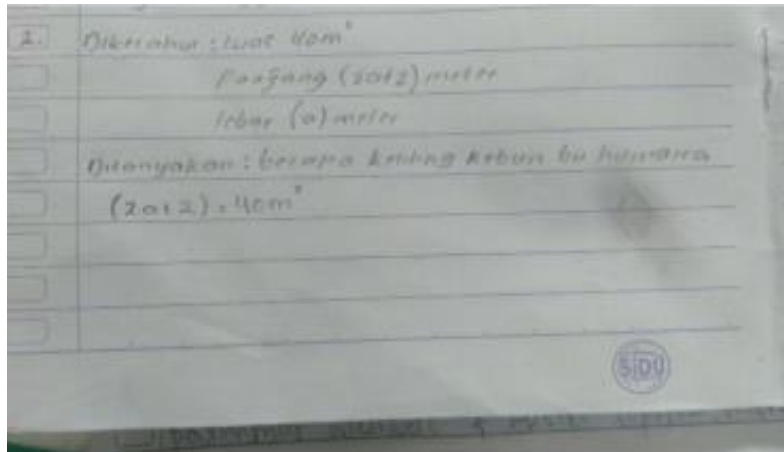 2. Diketahui : luas 40m²
Panjang (2a+2) meter
lebar (a) meter
Ditanyakan : berapa keliling kebun bu
(2a+2) = 40m²
SiDU